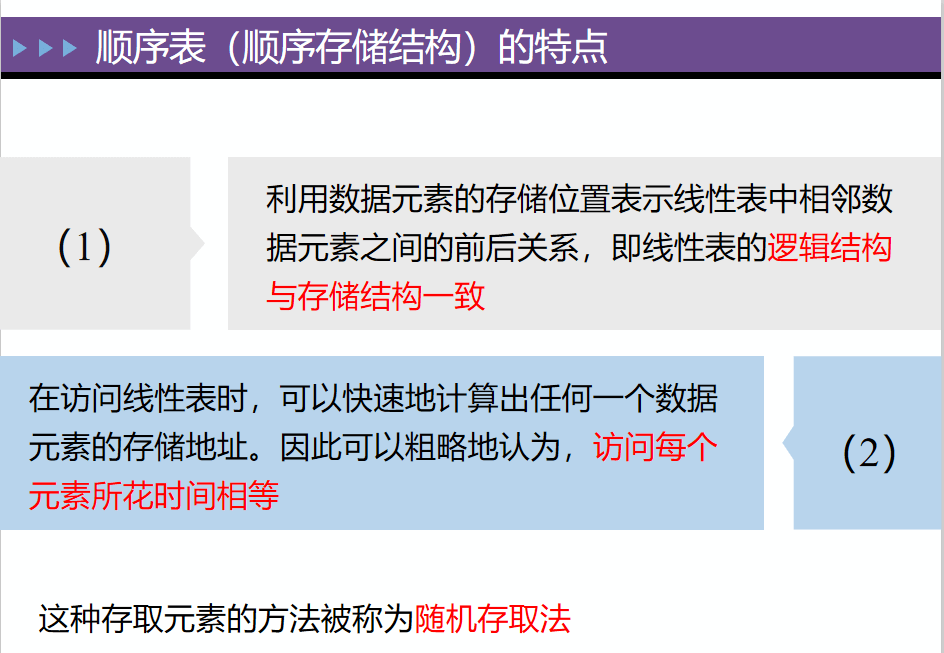 顺序表（顺序存储结构）的特点
（1）
利用数据元素的存储位置表示线性表中相邻数
据元素之间的前后关系，即线性表的逻辑结构
与存储结构一致
在访问线性表时，可以快速地计算出任何一个数据
元素的存储地址。因此可以粗略地认为，访问每个
元素所花时间相等
（2）
这种存取元素的方法被称为随机存取法